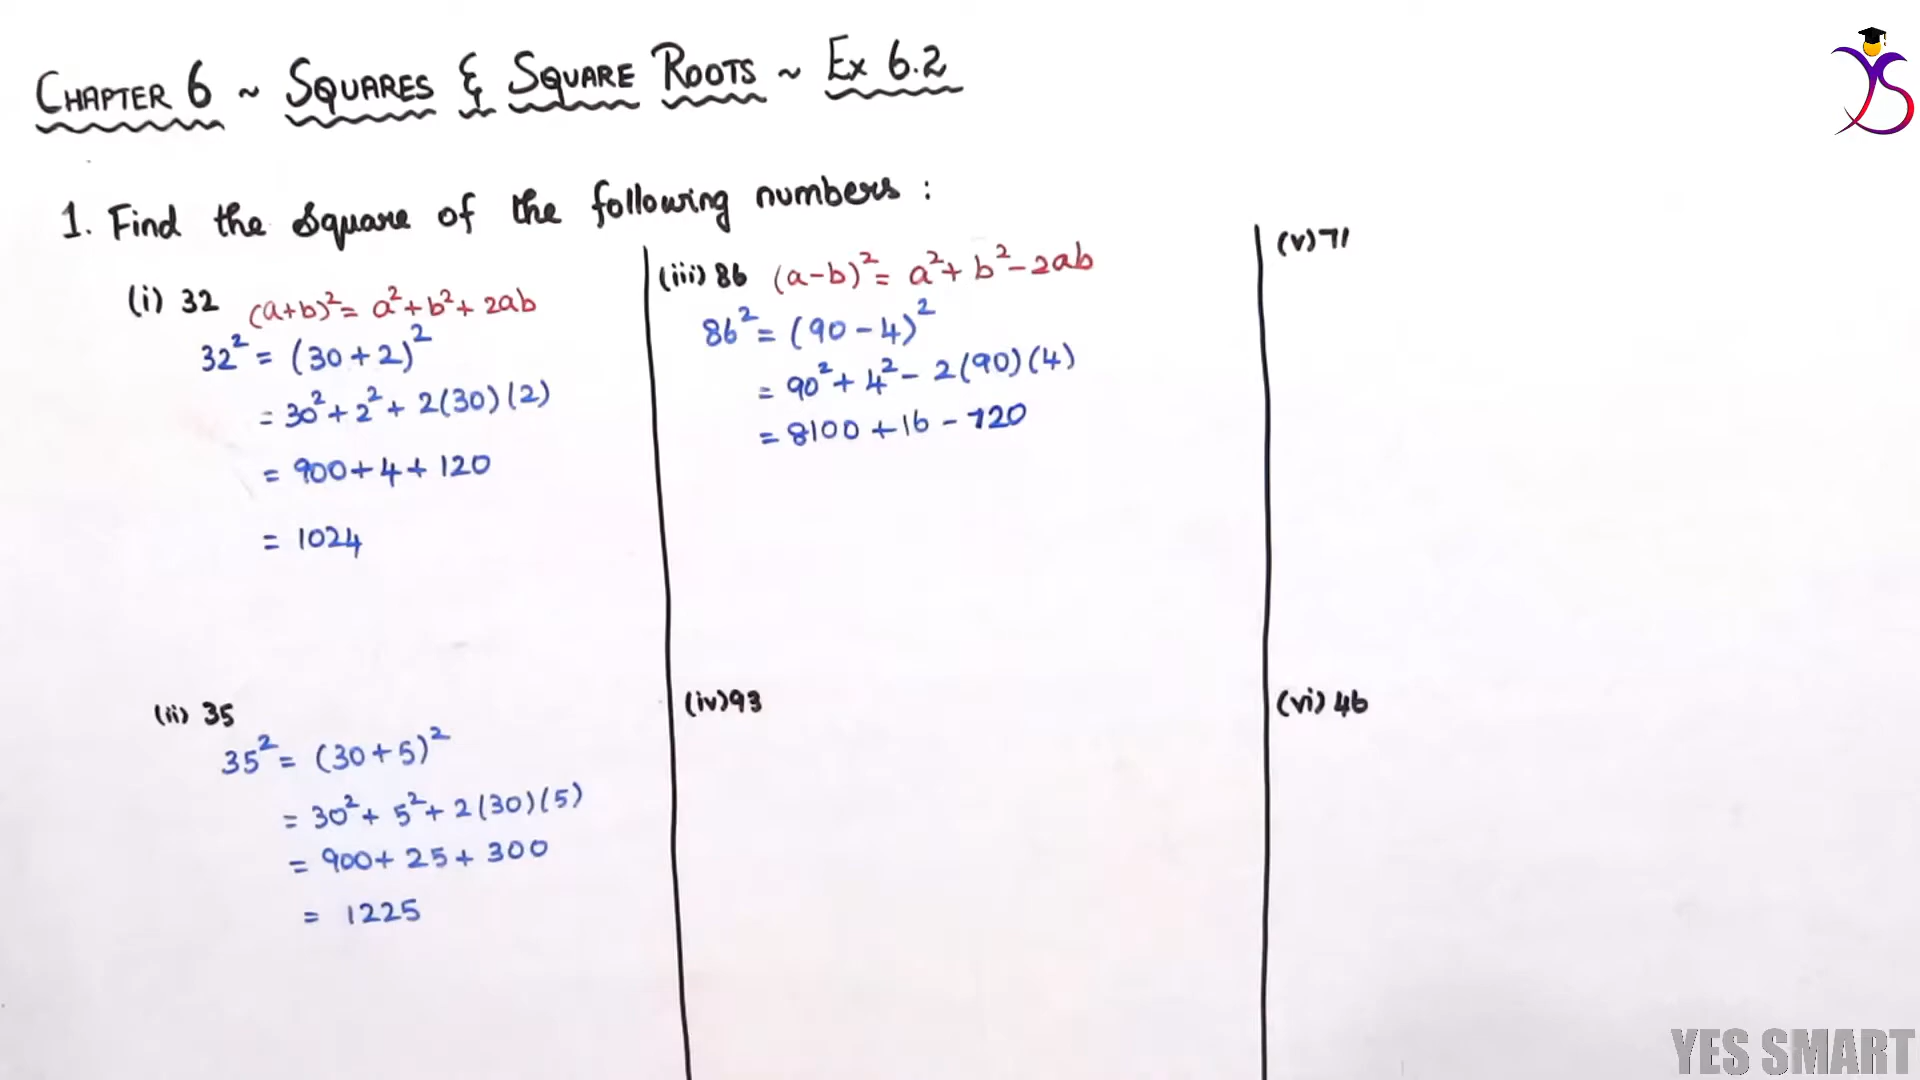 CHAPTER 6 ~ SQUARES & SQUARE ROOTS ~ Ex 6.2
1. Find the square of the following numbers :
(i) 32 (a+b)² = a² + b² + 2ab
32² = (30 + 2)²
= 30² + 2² + 2(30)(2)
= 900 + 4 + 120
= 1024
(ii) 35
35² = (30 + 5)²
= 30² + 5² + 2(30)(5)
= 900 + 25 + 300
= 1225
(iii) 86 (a-b)² = a² + b² - 2ab
86² = (90 - 4)²
= 90² + 4² - 2(90)(4)
= 8100 + 16 - 720
(iv) 93
(v) 71
(vi) 46
YES SMART